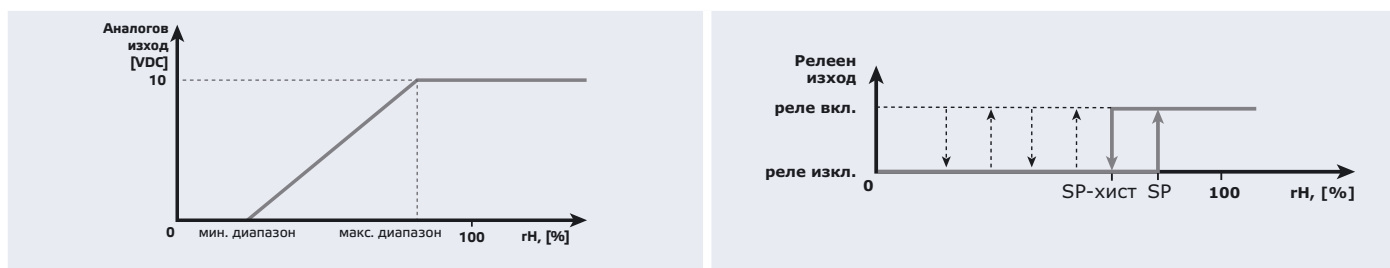 Аналогов
изход
[VDC]
10
0
мин. диапазон
макс. диапазон
100
rH, [%]
Релеен
изход
реле вкл.
реле изкл.
0
SP-хист
SP
100
rH, [%]